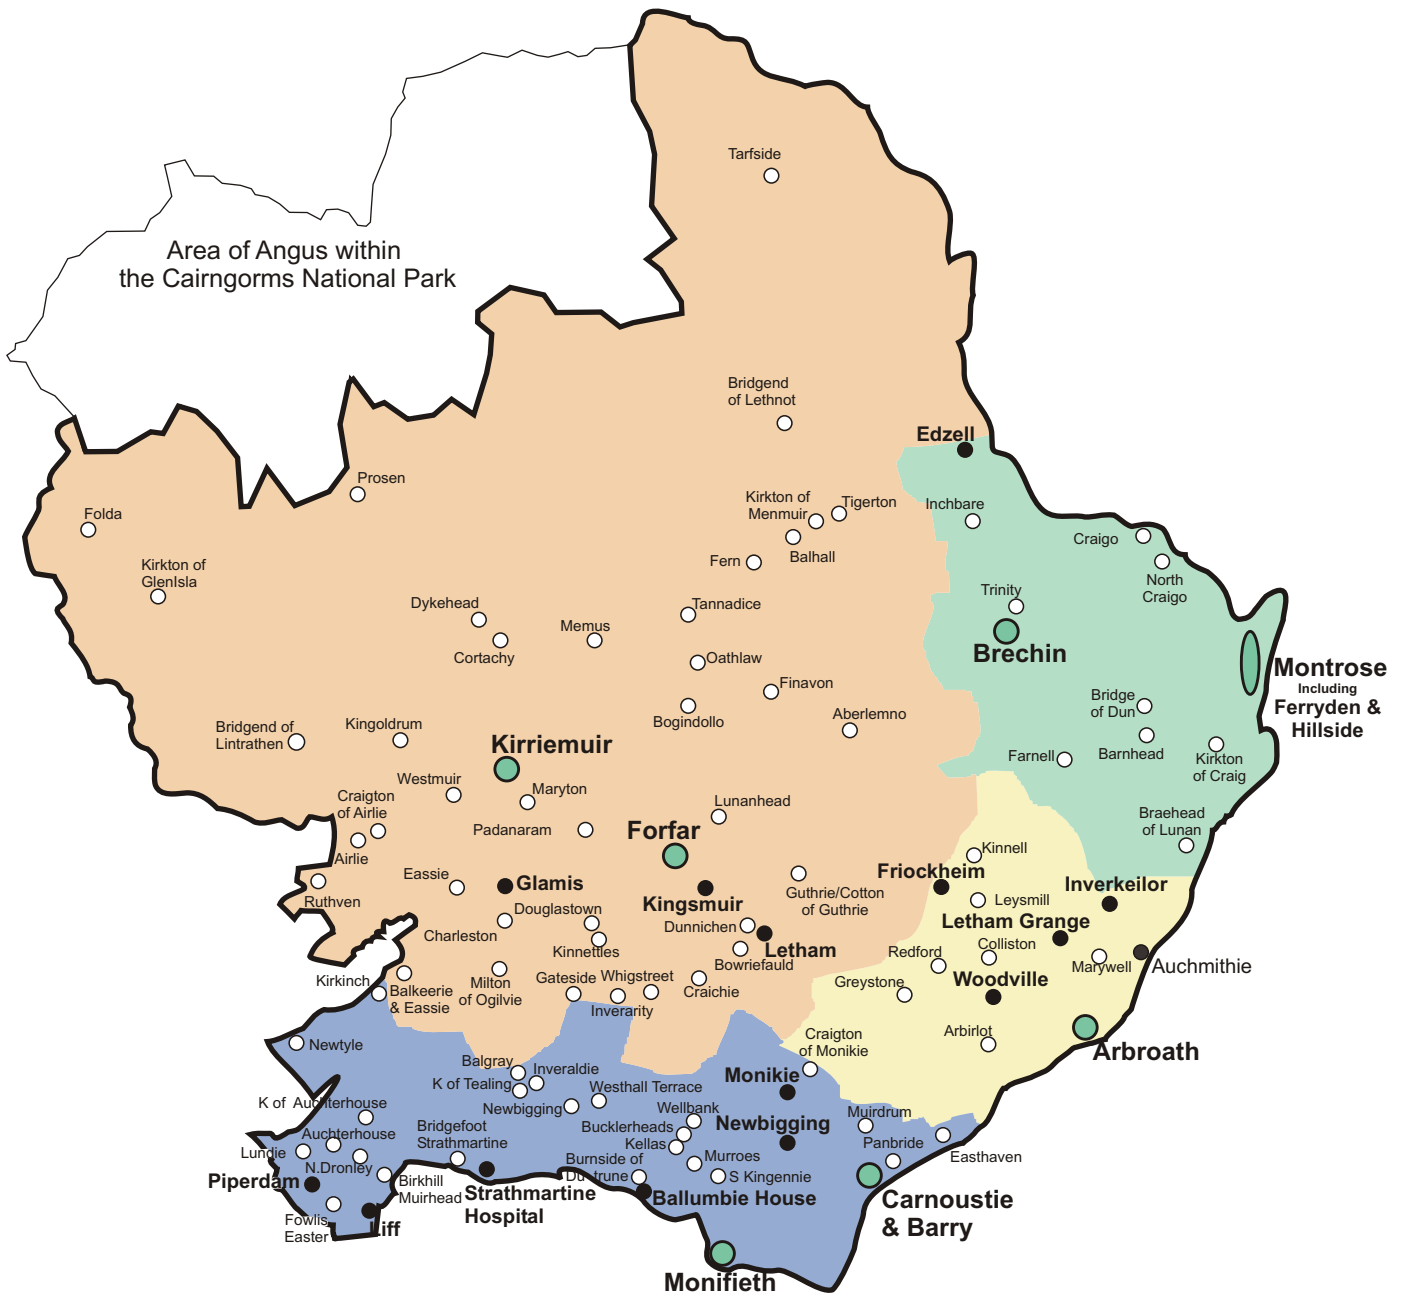 Tarfside
Area of Angus within
the Cairngorms National Park
Bridgend
of Lethnot
Edzell
Prosen
Kirkton of
Menmuir
Tigerton
Inchbare
Folda
Craigo
Balhall
Fern
Kirkton of
GlenIsla
North
Craigo
Trinity
Dykehead
Tannadice
Memus
Cortachy
Oathlaw
Brechin
Montrose
Including
Ferryden &
Hillside
Finavon
Bridge
of Dun
Bogindollo
Aberlemno
Bridgend of
Lintrathen
Kingoldrum
Kirriemuir
Farnell
Barnhead
Kirkton
of Craig
Westmuir
Maryton
Craigton
of Airlie
Lunanhead
Braehead
of Lunan
Padanaram
Forfar
Airlie
Kinnell
Friockheim
Eassie
Glamis
Inverkeilor
Ruthven
Kingsmuir
Guthrie/Cotton
of Guthrie
Leysmill
Douglastown
Letham Grange
Charleston
Dunnichen
Colliston
Kinnettles
Letham
Redford
Bowriefauld
Marywell
Auchmithie
Kirkinch
Balkeerie
& Eassie
Milton
of Ogilvie
Gateside
Whigstreet
Craichie
Greystone
Woodville
Inverarity
Arbirlot
Craigton
of Monikie
Newtyle
Arbroath
Balgray
Inveraldie
Monikie
K of Tealing
Westhall Terrace
K of Auchterhouse
Newbigging
Wellbank
Muirdrum
Bridgefoot
Strathmartine
Bucklerheads
Newbigging
Auchterhouse
Kellas
Panbride
Lundie
Murroes
Easthaven
N.Dronley
Burnside of
Duntrune
S Kingennie
Piperdam
Birkhill
Muirhead
Strathmartine
Hospital
Ballumbie House
Carnoustie
& Barry
Fowlis
Easter
Liff
Monifieth